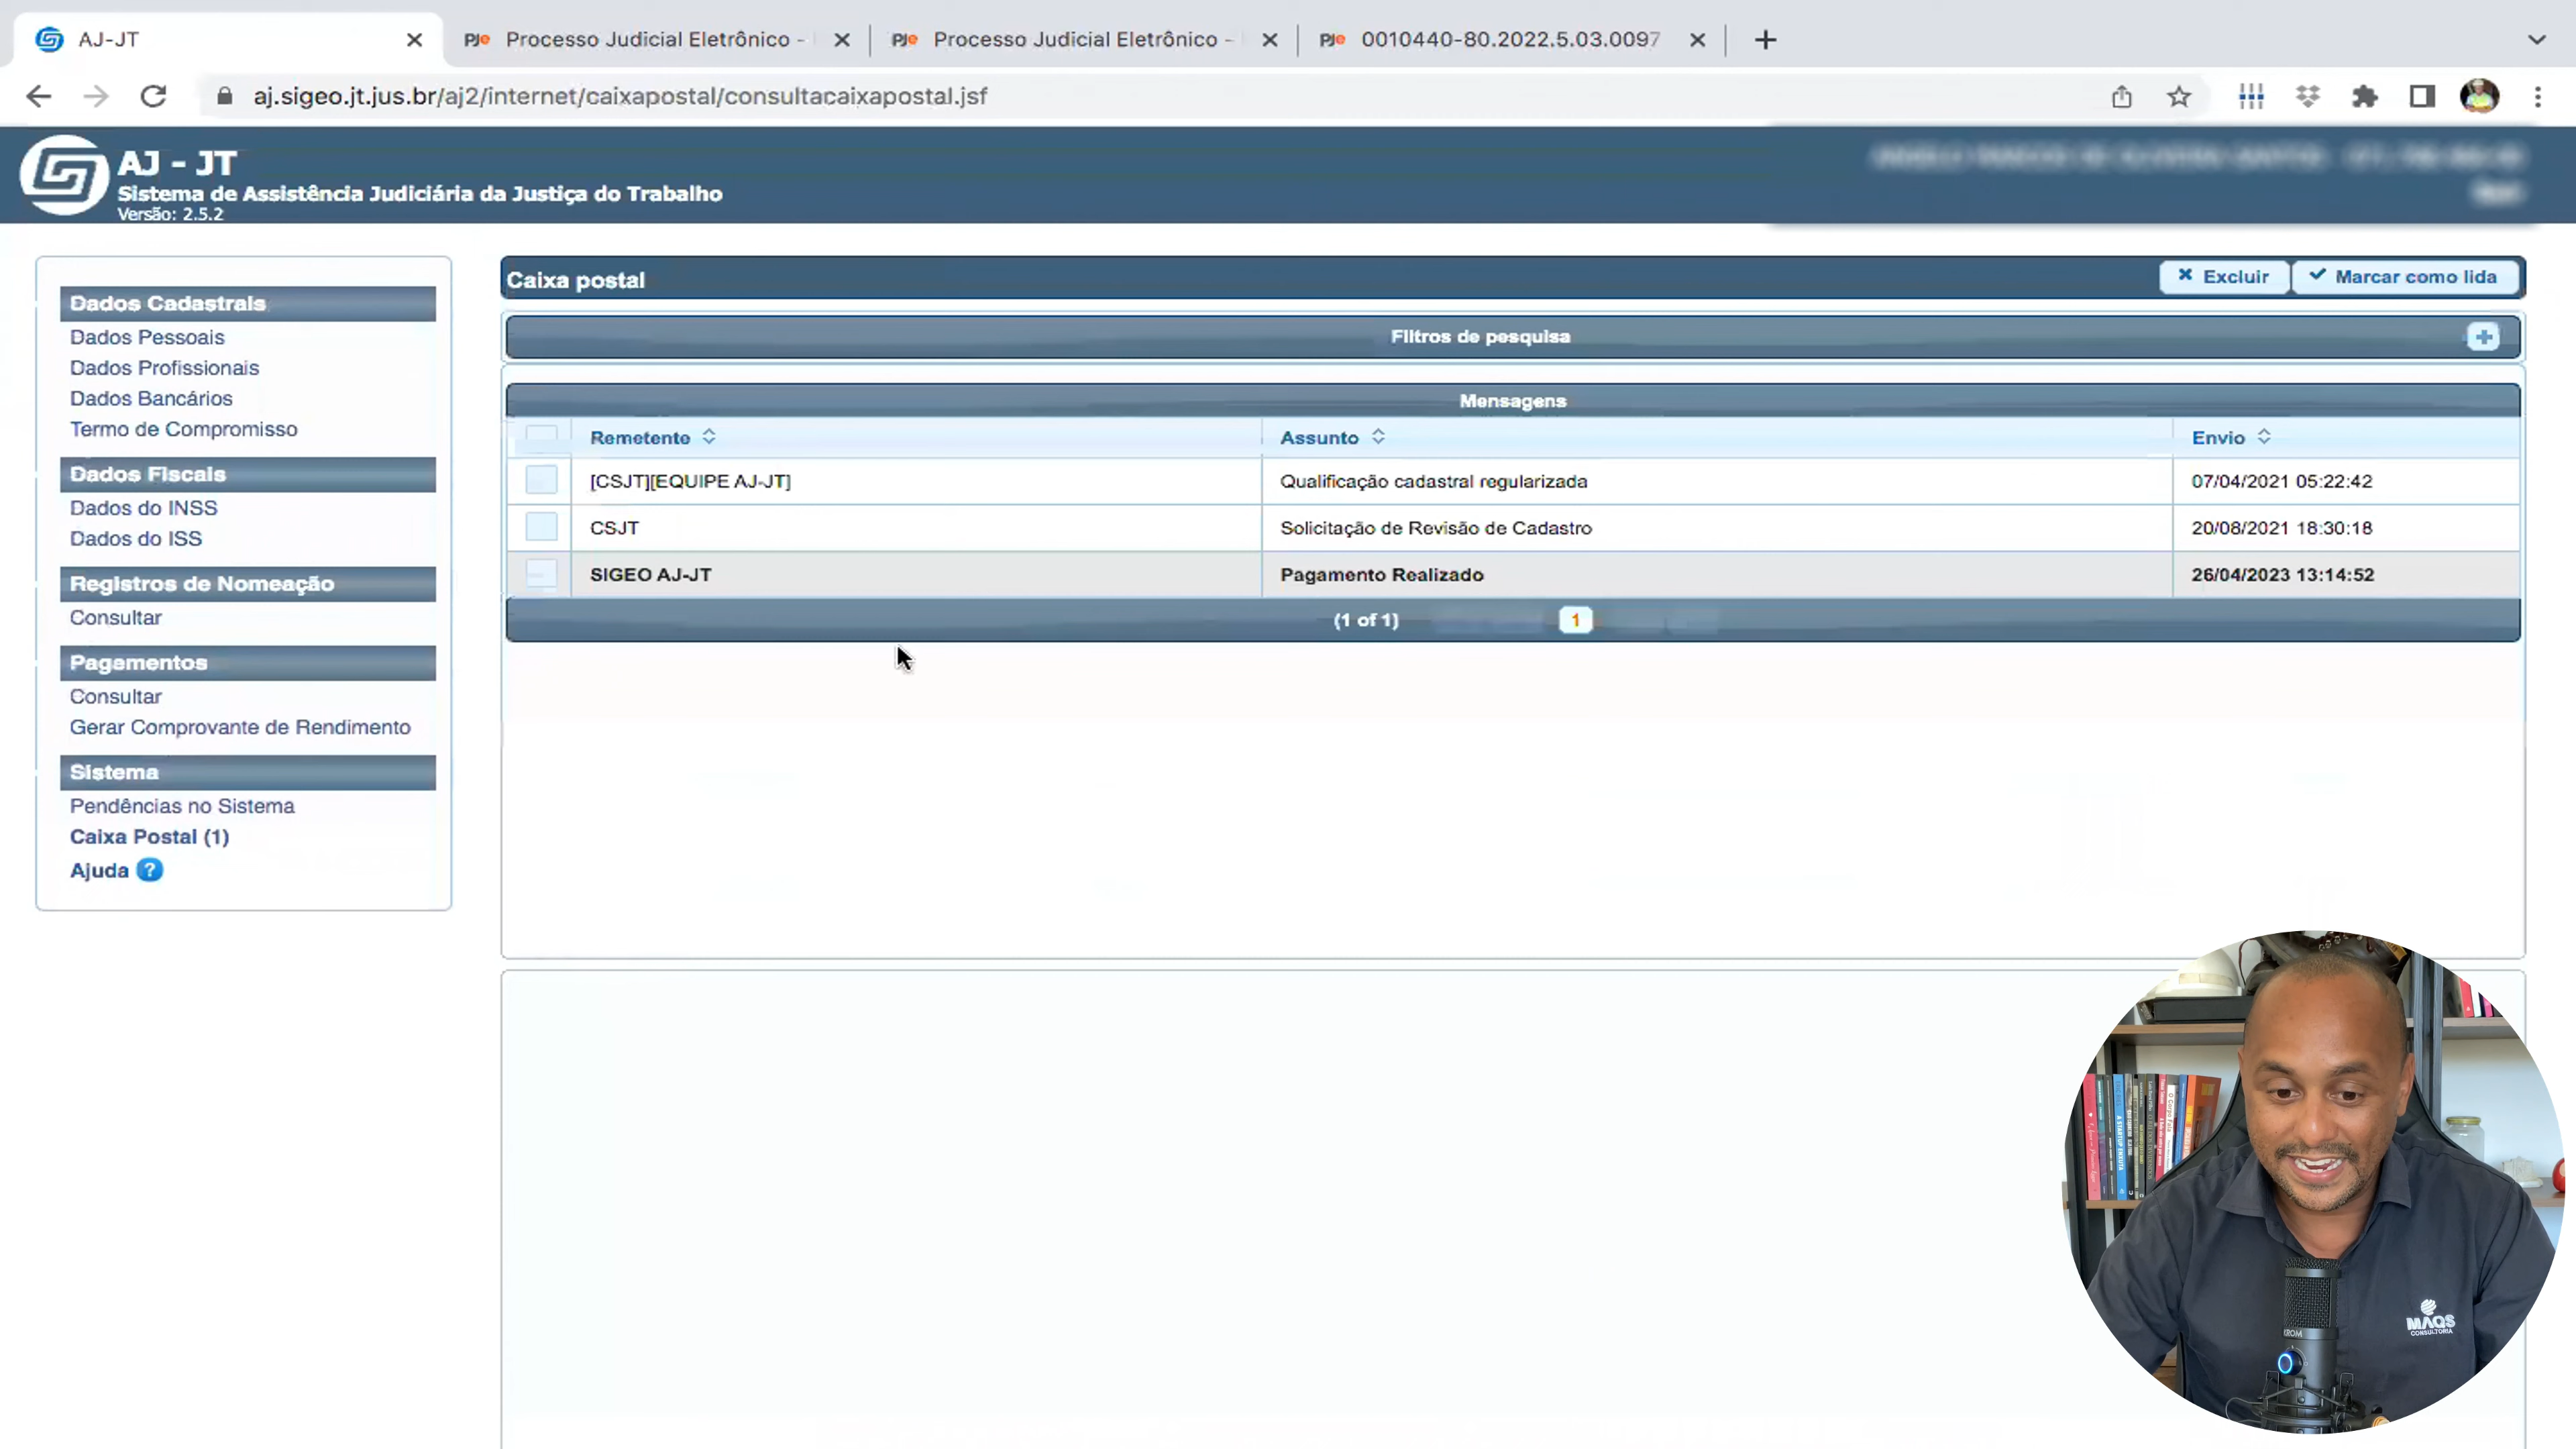 AJ-JT
PJe Processo Judicial Eletrônico -
PJe Processo Judicial Eletrônico -
PJe 0010440-80.2022.5.03.0097
aj.sigeo.jt.jus.br/aj2/internet/caixapostal/consultacaixapostal.jsf
AJ - JT
Sistema de Assistência Judiciária da Justiça do Trabalho
Versão: 2.5.2
Dados Cadastrais
Dados Pessoais
Dados Profissionais
Dados Bancários
Termo de Compromisso
Dados Fiscais
Dados do INSS
Dados do ISS
Registros de Nomeação
Consultar
Pagamentos
Consultar
Gerar Comprovante de Rendimento
Sistema
Pendências no Sistema
Caixa Postal (1)
Ajuda ?
Caixa postal
Excluir
Marcar como lida
Filtros de pesquisa
Mensagens
Remetente Assunto Envio
[CSJT][EQUIPE AJ-JT] Qualificação cadastral regularizada 07/04/2021 05:22:42
CSJT Solicitação de Revisão de Cadastro 20/08/2021 18:30:18
SIGEO AJ-JT Pagamento Realizado 26/04/2023 13:14:52
(1 of 1) 1
MAQS
CONSULTORIA